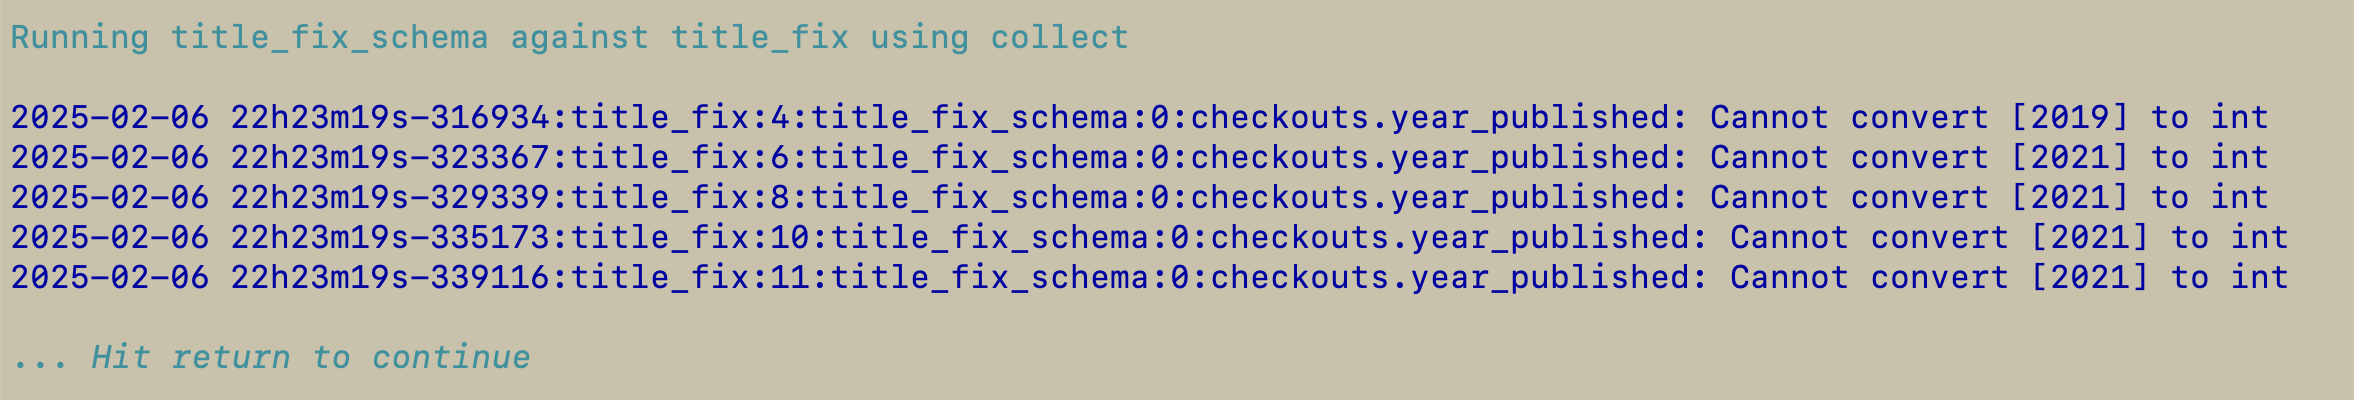 Running title_fix_schema against title_fix using collect
2025-02-06 22h23m19s-316934:title_fix:4:title_fix_schema:0:checkouts.year_published: Cannot convert [2019] to int
2025-02-06 22h23m19s-323367:title_fix:6:title_fix_schema:0:checkouts.year_published: Cannot convert [2021] to int
2025-02-06 22h23m19s-329339:title_fix:8:title_fix_schema:0:checkouts.year_published: Cannot convert [2021] to int
2025-02-06 22h23m19s-335173:title_fix:10:title_fix_schema:0:checkouts.year_published: Cannot convert [2021] to int
2025-02-06 22h23m19s-339116:title_fix:11:title_fix_schema:0:checkouts.year_published: Cannot convert [2021] to int
... Hit return to continue